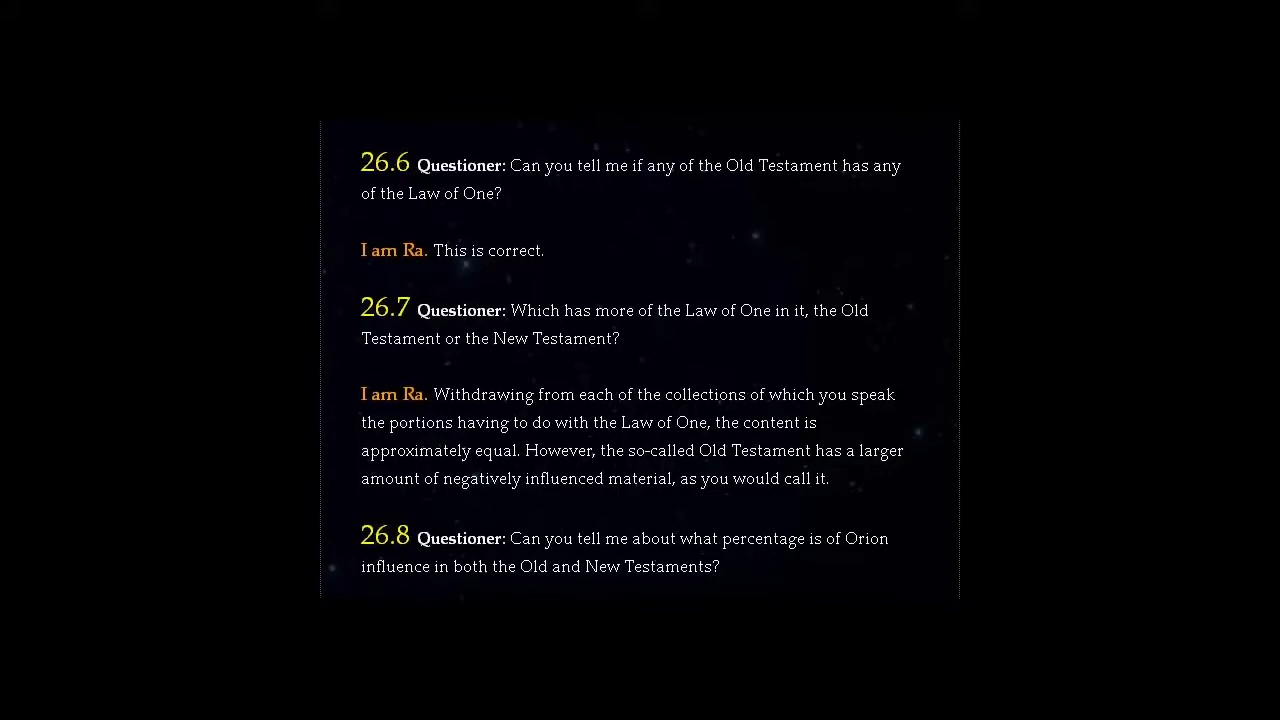 26.6 Questioner: Can you tell me if any of the Old Testament has any
of the Law of One?
I am Ra. This is correct.
26.7 Questioner: Which has more of the Law of One in it, the Old
Testament or the New Testament?
I am Ra. Withdrawing from each of the collections of which you speak
the portions having to do with the Law of One, the content is
approximately equal. However, the so-called Old Testament has a larger
amount of negatively influenced material, as you would call it.
26.8 Questioner: Can you tell me about what percentage is of Orion
influence in both the Old and New Testaments?